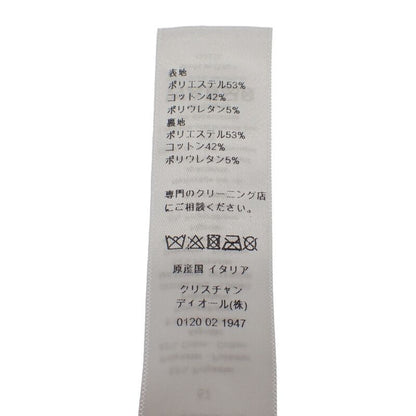 表地
ポリエステル53%
コットン42%
ポリウレタン5%
裏地
ポリエステル53%
コットン42%
ポリウレタン5%
専門のクリーニング店
にご相談ください。
原産国 イタリア
クリスチャン
ディオール(株)
0120 02 1947